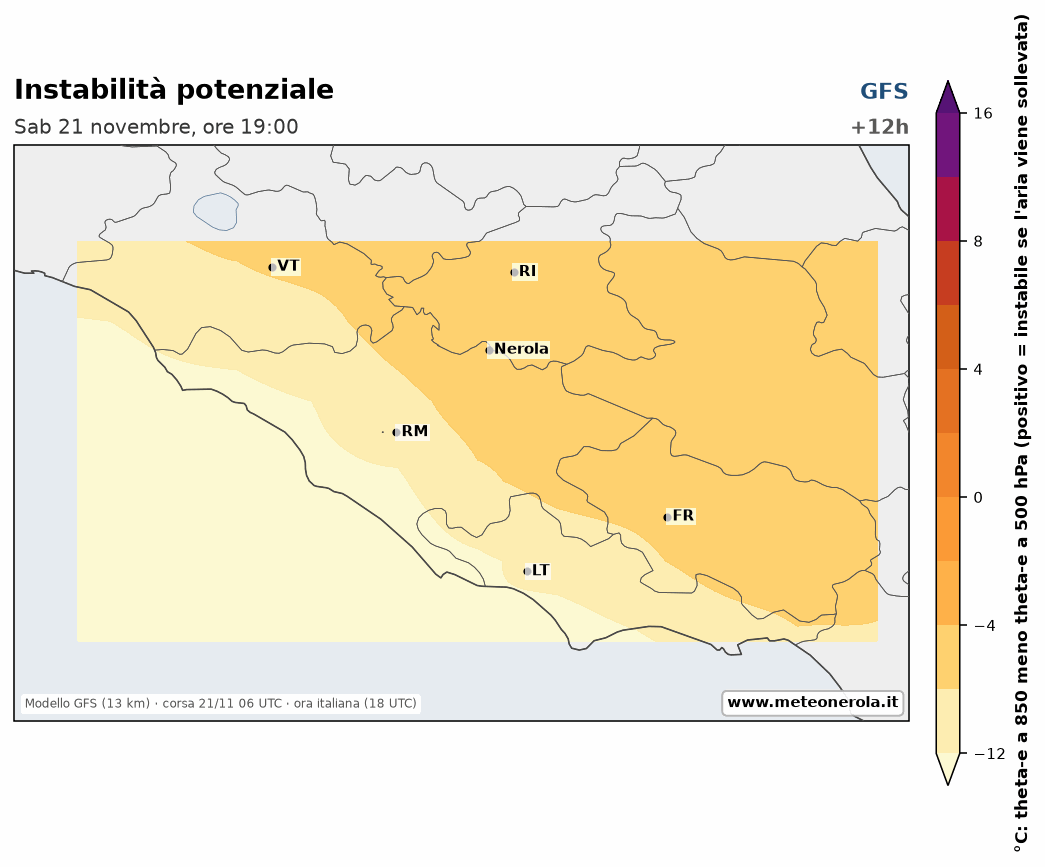 Instabilità potenziale
GFS
Sab 21 novembre, ore 19:00
+12h
VT
RI
Nerola
RM
FR
LT
Modello GFS (13 km) · corsa 21/11 06 UTC · ora italiana (18 UTC)
www.meteonerola.it
16
8
4
0
−4
−12
°C: theta-e a 850 meno theta-e a 500 hPa (positivo = instabile se l'aria viene sollevata)